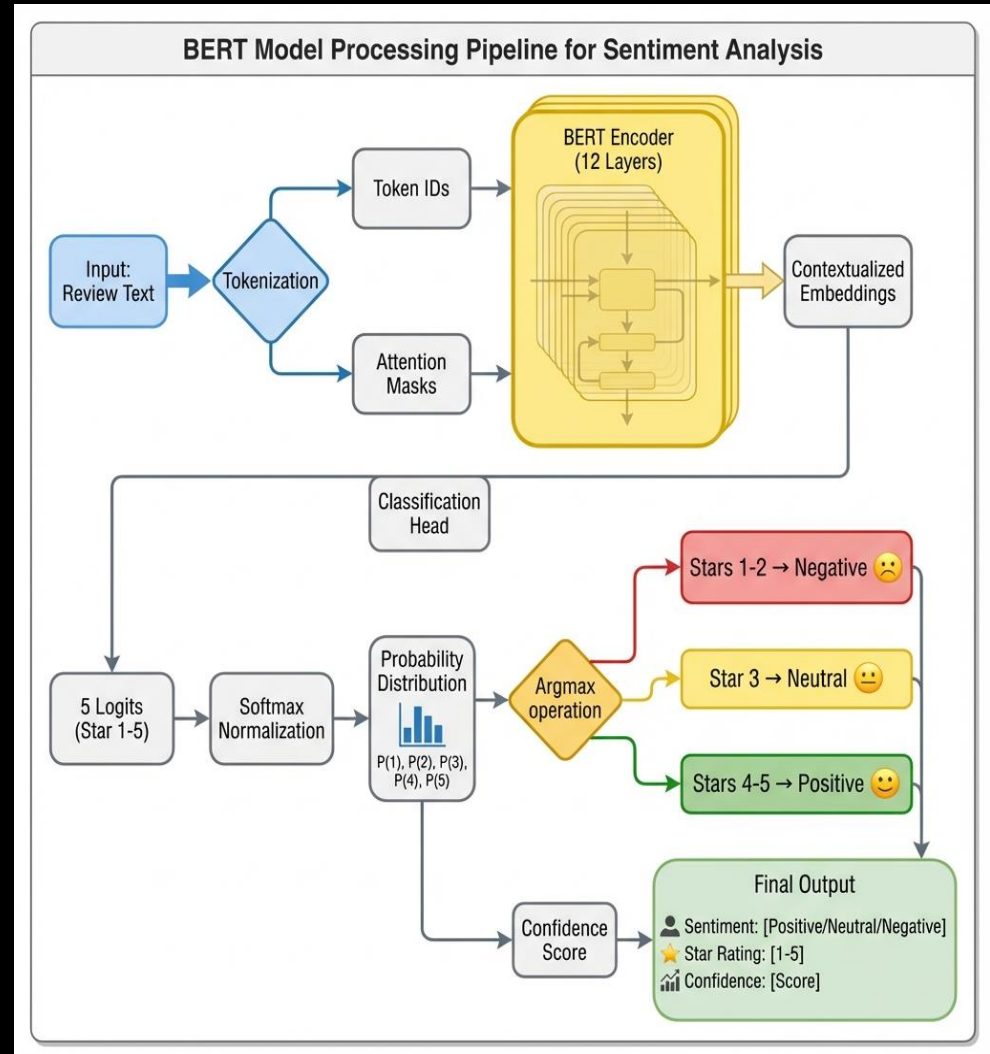 BERT Model Processing Pipeline for Sentiment Analysis
Input:
Review Text
Tokenization
Token IDs
Attention
Masks
BERT Encoder
(12 Layers)
Contextualized
Embeddings
Classification
Head
5 Logits
(Star 1-5)
Softmax
Normalization
Probability
Distribution
P(1), P(2), P(3),
P(4), P(5)
Argmax
operation
Stars 1-2 → Negative
Star 3 → Neutral
Stars 4-5 → Positive
Confidence
Score
Final Output
Sentiment: [Positive/Neutral/Negative]
Star Rating: [1-5]
Confidence: [Score]